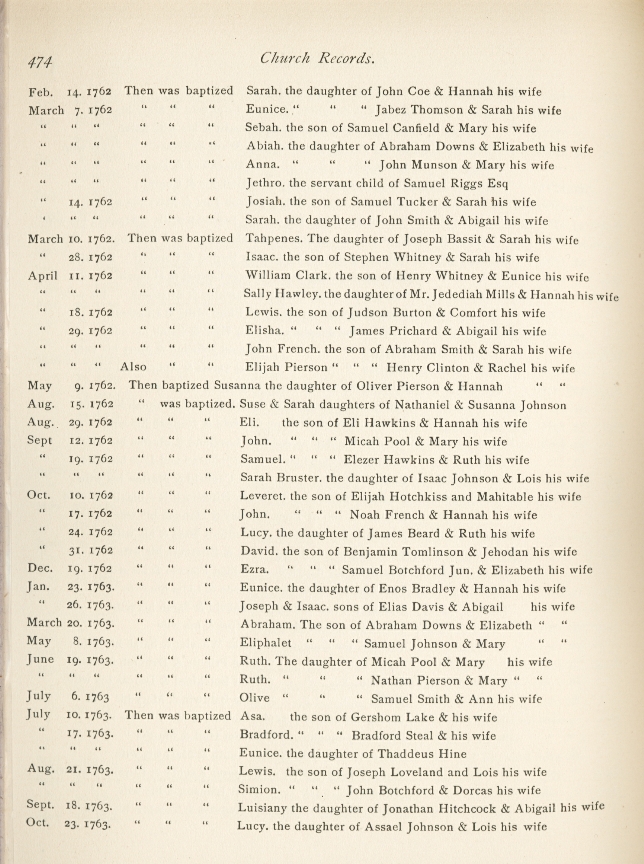 474 Church Records.
Feb. 14. 1762 Then was baptized Sarah. the daughter of John Coe & Hannah his wife
March 7. 1762 “ “ “ Eunice. “ “ “ Jabez Thomson & Sarah his wife
“ “ “ “ “ “ Sebah. the son of Samuel Canfield & Mary his wife
“ “ “ “ “ “ Abiah. the daughter of Abraham Downs & Elizabeth his wife
“ “ “ “ “ “ Anna. “ “ “ John Munson & Mary his wife
“ “ “ “ “ “ Jethro. the servant child of Samuel Riggs Esq
“ 14. 1762 “ “ “ Josiah. the son of Samuel Tucker & Sarah his wife
‘ “ “ “ “ “ Sarah. the daughter of John Smith & Abigail his wife
March 10. 1762. Then was baptized Tahpenes. The daughter of Joseph Bassit & Sarah his wife
“ 28. 1762 “ “ “ Isaac. the son of Stephen Whitney & Sarah his wife
April 11. 1762 “ “ “ William Clark. the son of Henry Whitney & Eunice his wife
“ “ “ “ “ “ Sally Hawley. the daughter of Mr. Jedediah Mills & Hannah his wife
“ 18. 1762 “ “ “ Lewis. the son of Judson Burton & Comfort his wife
“ 29. 1762 “ “ “ Elisha. “ “ “ James Prichard & Abigail his wife
“ “ “ “ “ “ John French. the son of Abraham Smith & Sarah his wife
“ “ “ Also “ “ Elijah Pierson “ “ “ Henry Clinton & Rachel his wife
May 9. 1762. Then baptized Susanna the daughter of Oliver Pierson & Hannah “ “
Aug. 15. 1762 “ was baptized. Suse & Sarah daughters of Nathaniel & Susanna Johnson
Aug. 29. 1762 “ “ “ Eli. the son of Eli Hawkins & Hannah his wife
Sept 12. 1762 “ “ “ John. “ “ “ Micah Pool & Mary his wife
“ 19. 1762 “ “ “ Samuel. “ “ “ Elezer Hawkins & Ruth his wife
“ “ “ “ “ “ Sarah Bruster. the daughter of Isaac Johnson & Lois his wife
Oct. 10. 1762 “ “ “ Leveret. the son of Elijah Hotchkiss and Mahitable his wife
“ 17. 1762 “ “ “ John. “ “ “ Noah French & Hannah his wife
“ 24. 1762 “ “ “ Lucy. the daughter of James Beard & Ruth his wife
“ 31. 1762 “ “ “ David. the son of Benjamin Tomlinson & Jehodan his wife
Dec. 19. 1762 “ “ “ Ezra. “ “ “ Samuel Botchford Jun. & Elizabeth his wife
Jan. 23. 1763. “ “ “ Eunice. the daughter of Enos Bradley & Hannah his wife
“ 26. 1763. “ “ “ Joseph & Isaac. sons of Elias Davis & Abigail his wife
March 20. 1763. “ “ “ Abraham. The son of Abraham Downs & Elizabeth “ “
May 8. 1763. “ “ “ Eliphalet “ “ “ Samuel Johnson & Mary “ “
June 19. 1763. “ “ “ Ruth. The daughter of Micah Pool & Mary his wife
“ “ “ “ “ “ Ruth. “ “ “ Nathan Pierson & Mary “ “
July 6. 1763 “ “ “ Olive “ “ “ Samuel Smith & Ann his wife
July 10. 1763. Then was baptized Asa. the son of Gershom Lake & his wife
“ 17. 1763. “ “ “ Bradford. “ “ “ Bradford Steal & his wife
“ “ “ “ “ “ Eunice. the daughter of Thaddeus Hine
Aug. 21. 1763. “ “ “ Lewis. the son of Joseph Loveland and Lois his wife
“ “ “ “ “ “ Simion. “ “ “ John Botchford & Dorcas his wife
Sept. 18. 1763. “ “ “ Luisiany the daughter of Jonathan Hitchcock & Abigail his wife
Oct. 23. 1763. “ “ “ Lucy. the daughter of Assael Johnson & Lois his wife